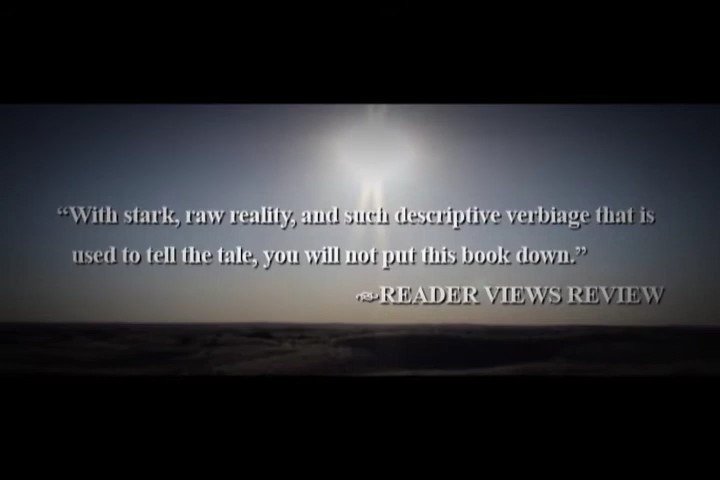 “With stark, raw reality, and such descriptive verbiage that is
used to tell the tale, you will not put this book down.”
READER VIEWS REVIEW